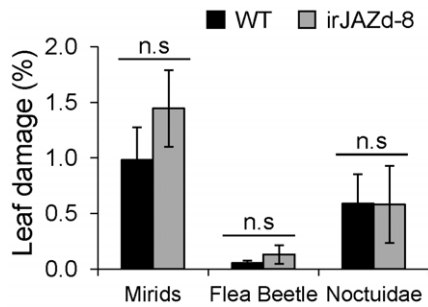 WT irJAZd-8
Leaf damage (%)
2.0
1.5
1.0
0.5
0.0
n.s
n.s
n.s
Mirids Flea Beetle Noctuidae